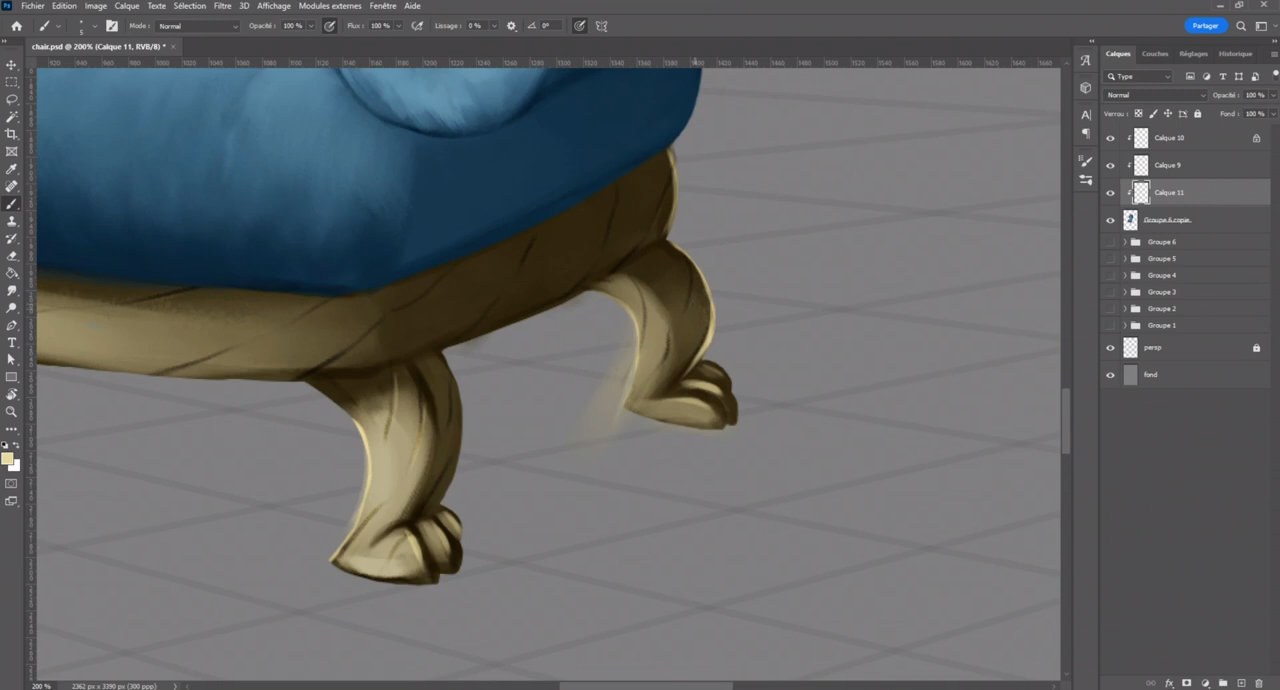 Ps Fichier Edition Image Calque Texte Sélection Filtre 3D Affichage Modules externes Fenêtre Aide
5 Mode : Normal Opacité : 100 % Flux : 100 % Lissage : 0 % 0° Partager
chair.psd @ 200% (Calque 11, RVB/8) * ×
Calques Couches Réglages Historique
Type
Normal Opacité : 100 %
Verrou : Fond : 100 %
Calque 10
Calque 9
Calque 11
Groupe 6 copie
Groupe 6
Groupe 5
Groupe 4
Groupe 3
Groupe 2
Groupe 1
persp
fond
200 % 2362 px x 3390 px (300 ppp)